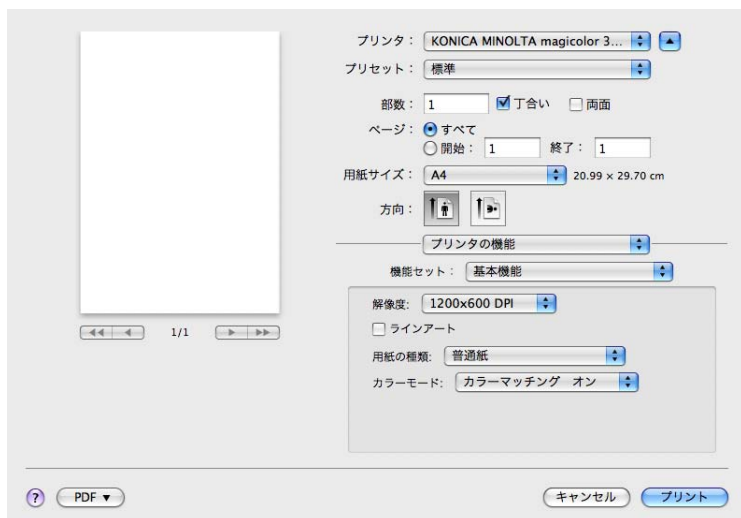 プリンタ： KONICA MINOLTA magicolor 3...
プリセット： 標準
部数： 1 丁合い 両面
ページ： すべて
開始： 1 終了： 1
用紙サイズ： A4 20.99 × 29.70 cm
方向：
プリンタの機能
機能セット： 基本機能
解像度: 1200x600 DPI
ラインアート
用紙の種類: 普通紙
カラーモード: カラーマッチング オン
1/1
? PDF ▼ キャンセル プリント